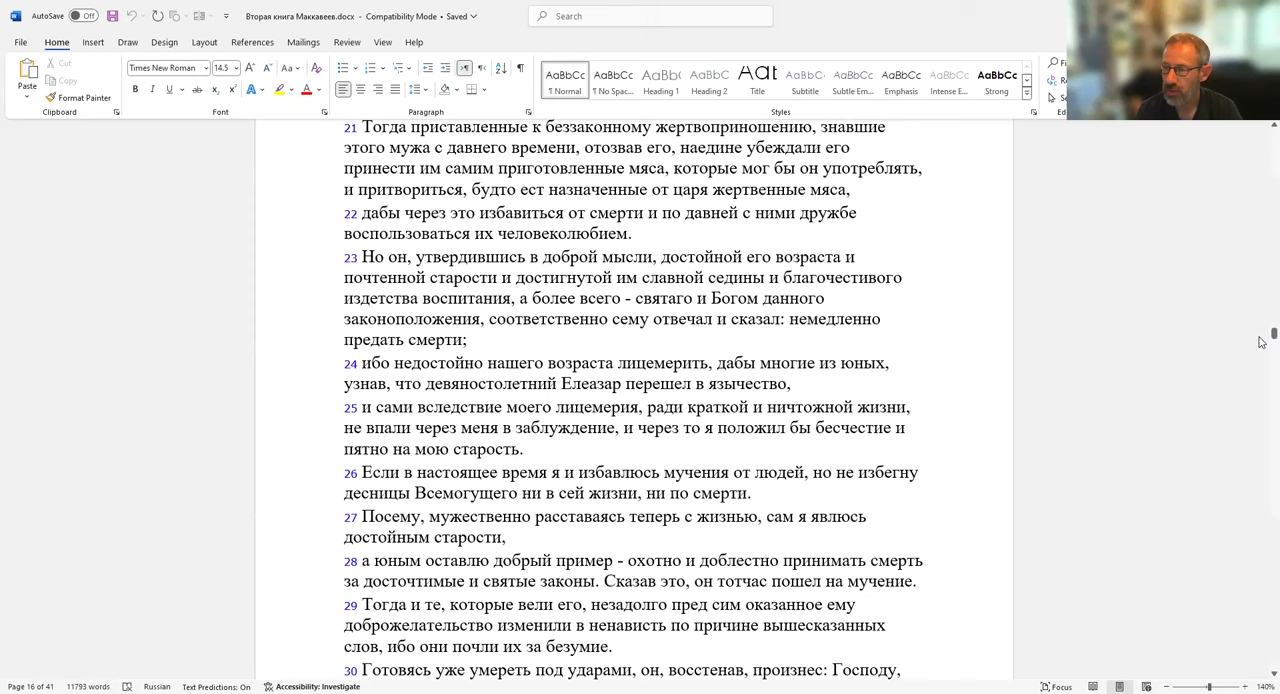 AutoSave Off Вторая книга Маккавеев.docx - Compatibility Mode • Saved Search
File Home Insert Draw Design Layout References Mailings Review View Help
Paste Cut Copy Format Painter
Times New Roman 14.5 Aa
B I U ab x₂ x² A A
AaBbCc AaBbCc AaBbCc AaBbCc Aat AaBbCc AaBbCc AaBbCc AaBbCc AaBbCc
¶ Normal ¶ No Spac... Heading 1 Heading 2 Title Subtitle Subtle Em... Emphasis Intense E... Strong
Clipboard Font Paragraph Styles
21 Тогда приставленные к беззаконному жертвоприношению, знавшие
этого мужа с давнего времени, отозвав его, наедине убеждали его
принести им самим приготовленные мяса, которые мог бы он употреблять,
и притвориться, будто ест назначенные от царя жертвенные мяса,
22 дабы через это избавиться от смерти и по давней с ними дружбе
воспользоваться их человеколюбием.
23 Но он, утвердившись в доброй мысли, достойной его возраста и
почтенной старости и достигнутой им славной седины и благочестивого
издетства воспитания, а более всего - святаго и Богом данного
законоположения, соответственно сему отвечал и сказал: немедленно
предать смерти;
24 ибо недостойно нашего возраста лицемерить, дабы многие из юных,
узнав, что девяностолетний Елеазар перешел в язычество,
25 и сами вследствие моего лицемерия, ради краткой и ничтожной жизни,
не впали через меня в заблуждение, и через то я положил бы бесчестие и
пятно на мою старость.
26 Если в настоящее время я и избавлюсь мучения от людей, но не избегну
десницы Всемогущего ни в сей жизни, ни по смерти.
27 Посему, мужественно расставаясь теперь с жизнью, сам я явлюсь
достойным старости,
28 а юным оставлю добрый пример - охотно и доблестно принимать смерть
за досточтимые и святые законы. Сказав это, он тотчас пошел на мучение.
29 Тогда и те, которые вели его, незадолго пред сим оказанное ему
доброжелательство изменили в ненависть по причине вышесказанных
слов, ибо они почли их за безумие.
30 Готовясь уже умереть под ударами, он, восстенав, произнес: Господу,
Page 16 of 41 11793 words Russian Text Predictions: On Accessibility: Investigate Focus 140%